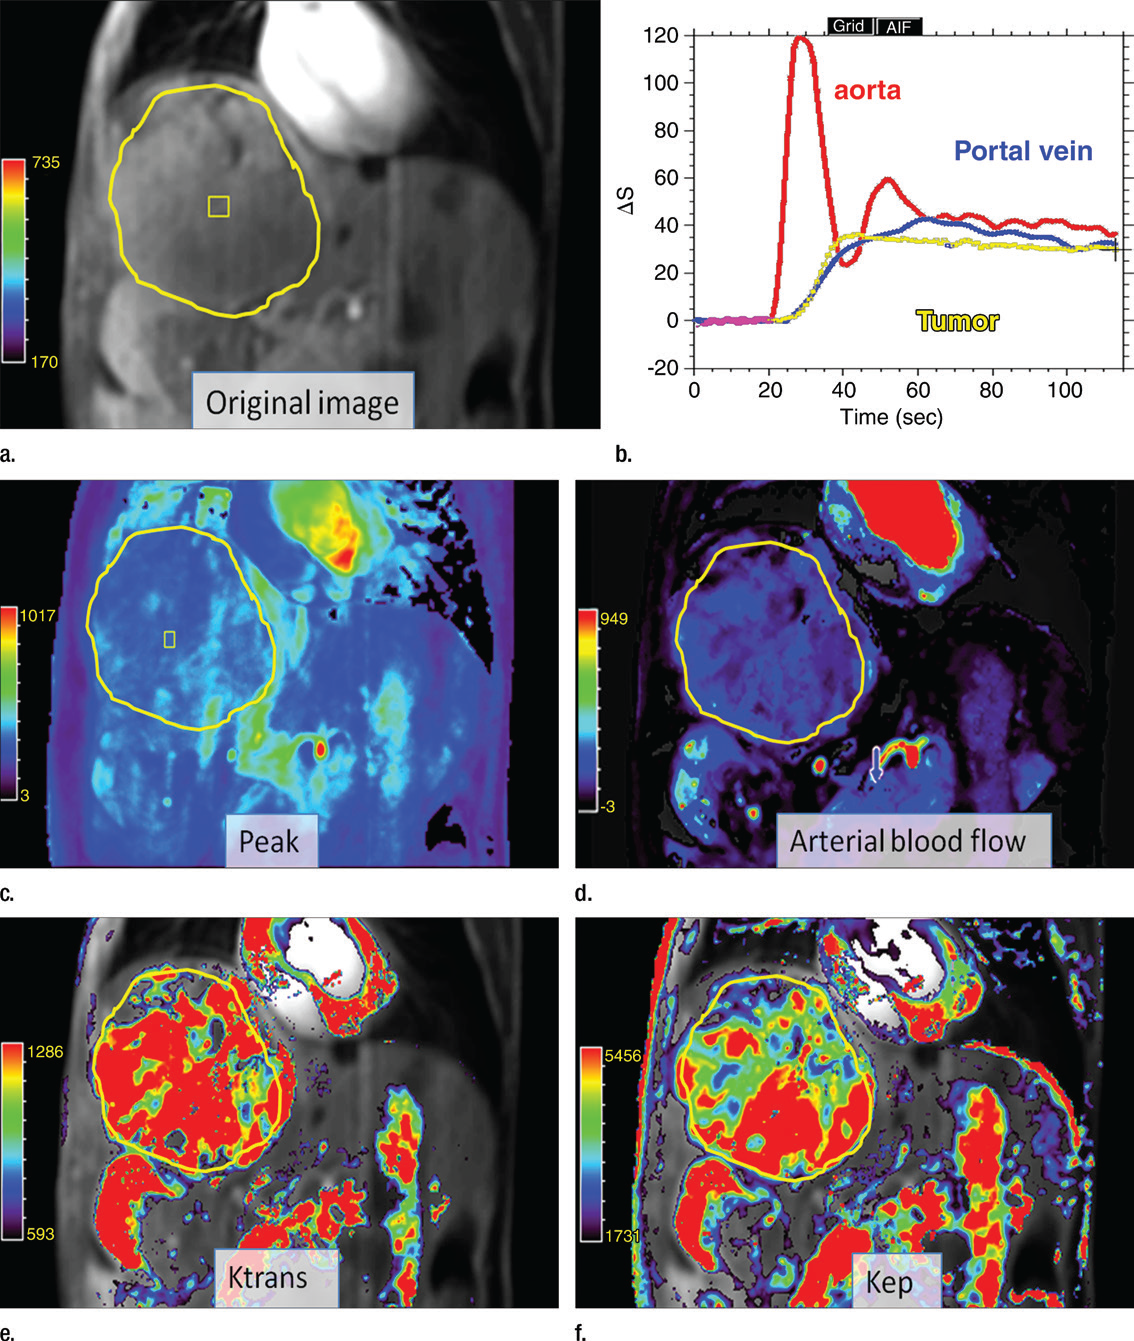 735
170
Original image
a.
Grid AIF
120
100
80
60
40
20
0
-20
ΔS
aorta
Portal vein
Tumor
0 20 40 60 80 100
Time (sec)
b.
1017
3
Peak
c.
949
-3
Arterial blood flow
d.
1286
593
Ktrans
e.
5456
1731
Kep
f.